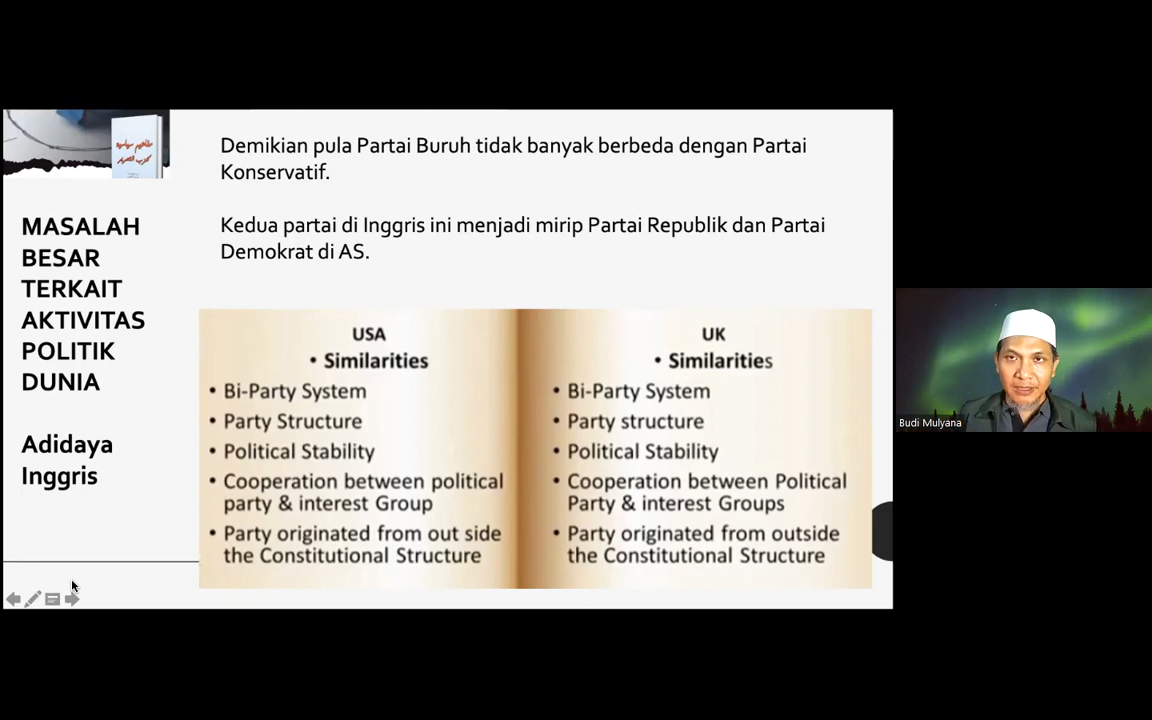 MASALAH
BESAR
TERKAIT
AKTIVITAS
POLITIK
DUNIA
Adidaya
Inggris
Demikian pula Partai Buruh tidak banyak berbeda dengan Partai
Konservatif.
Kedua partai di Inggris ini menjadi mirip Partai Republik dan Partai
Demokrat di AS.
USA
• Similarities
• Bi-Party System
• Party Structure
• Political Stability
• Cooperation between political
party & interest Group
• Party originated from out side
the Constitutional Structure
UK
• Similarities
• Bi-Party System
• Party structure
• Political Stability
• Cooperation between Political
Party & interest Groups
• Party originated from outside
the Constitutional Structure
Budi Mulyana